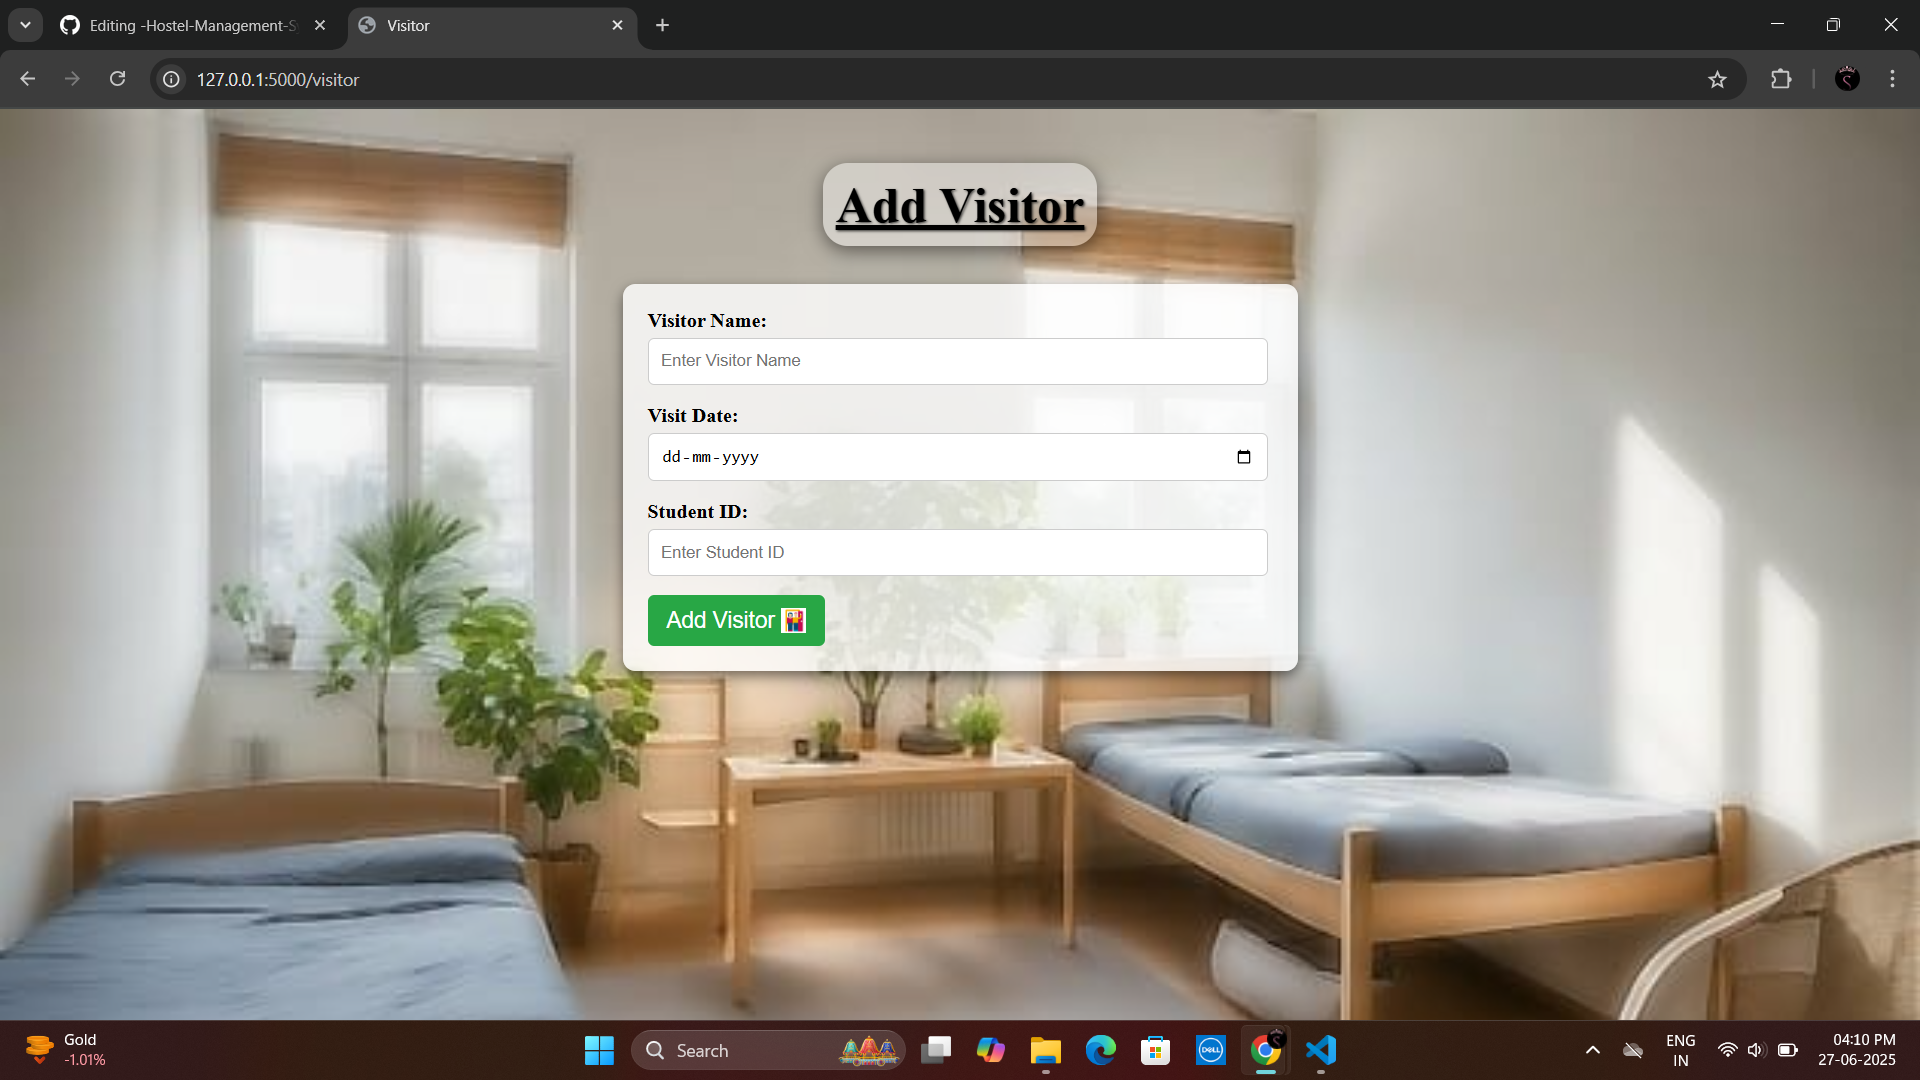 Editing -Hostel-Management-S
Visitor
127.0.0.1:5000/visitor
Add Visitor
Visitor Name:
Enter Visitor Name
Visit Date:
dd-mm-yyyy
Student ID:
Enter Student ID
Add Visitor
Gold
-1.01%
Search
DELL
ENG
IN
04:10 PM
27-06-2025